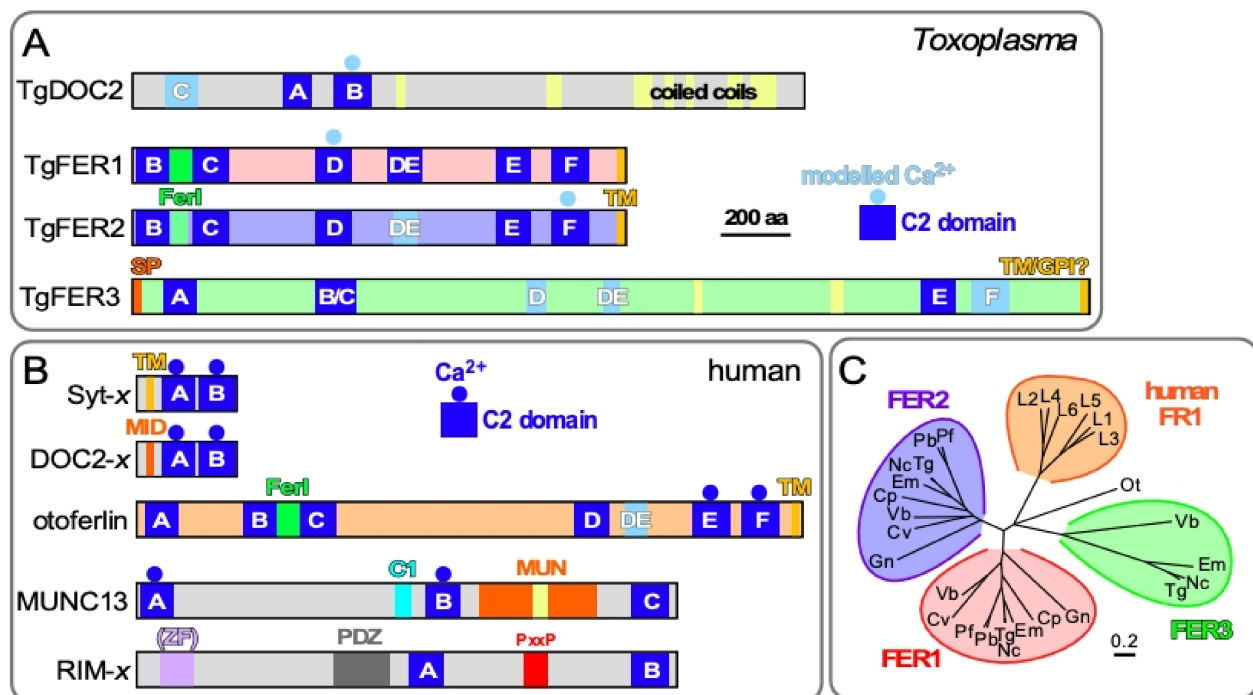 A
Toxoplasma
TgDOC2
C
A
B
coiled coils
TgFER1
B
C
D
DE
E
F
FerI
TM
modelled Ca²⁺
C2 domain
200 aa
TgFER2
B
C
D
DE
E
F
SP
TM/GPI?
TgFER3
A
B/C
D
DE
E
F
B
human
TM
Syt-x
A
B
Ca²⁺
C2 domain
MID
DOC2-x
A
B
FerI
TM
otoferlin
A
B
C
D
DE
E
F
C1
MUN
MUNC13
A
B
C
(ZF)
PDZ
PxxP
RIM-x
A
B
C
FER2
human
FR1
L2
L4
L6
L5
L1
L3
Pb
Pf
Nc
Tg
Em
Cp
Vb
Cv
Gn
Ot
Vb
Em
Nc
Tg
FER3
Vb
Cv
Pf
Pb
Tg
Nc
Em
Cp
Gn
FER1
0.2